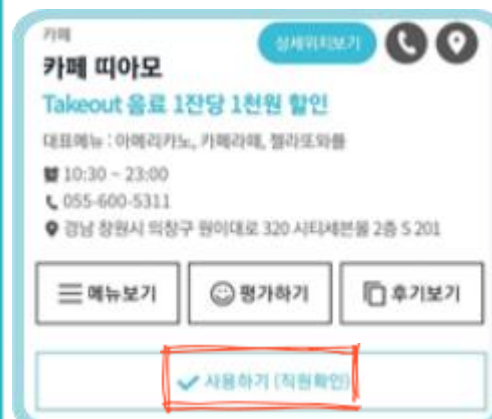 카페
상세위치보기
카페 띠아모
Takeout 음료 1잔당 1천원 할인
대표메뉴 : 아메리카노, 카페라떼, 젤라또와플
10:30 ~ 23:00
055-600-5311
경남 창원시 의창구 원이대로 320 시티세븐몰 2층 S 201
메뉴보기
평가하기
후기보기
사용하기 (직원확인)